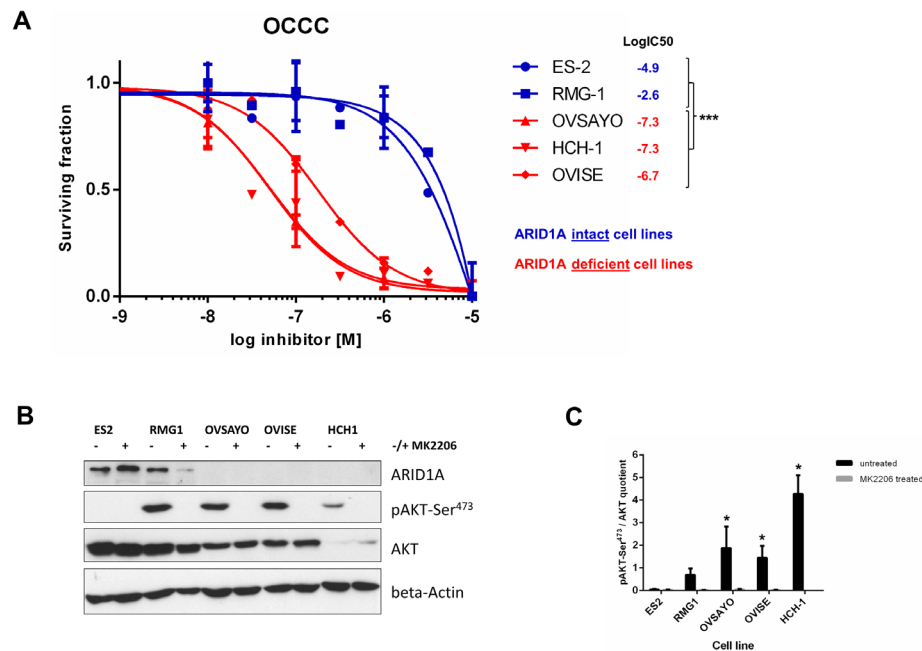 A
OCCC
LogIC50
ES-2 -4.9
RMG-1 -2.6
OVSAYO -7.3
HCH-1 -7.3
OVISE -6.7
***
ARID1A intact cell lines
ARID1A deficient cell lines
Surviving fraction
1.0
0.5
0.0
-9 -8 -7 -6 -5
log inhibitor [M]
B
ES2 RMG1 OVSAYO OVISE HCH1
- + - + - + - + - + -/+ MK2206
ARID1A
pAKT-Ser473
AKT
beta-Actin
C
untreated
MK2206 treated
pAKT-Ser473 / AKT quotient
6
5
4
3
2
1
0
* * *
ES2 RMG1 OVSAYO OVISE HCH-1
Cell line